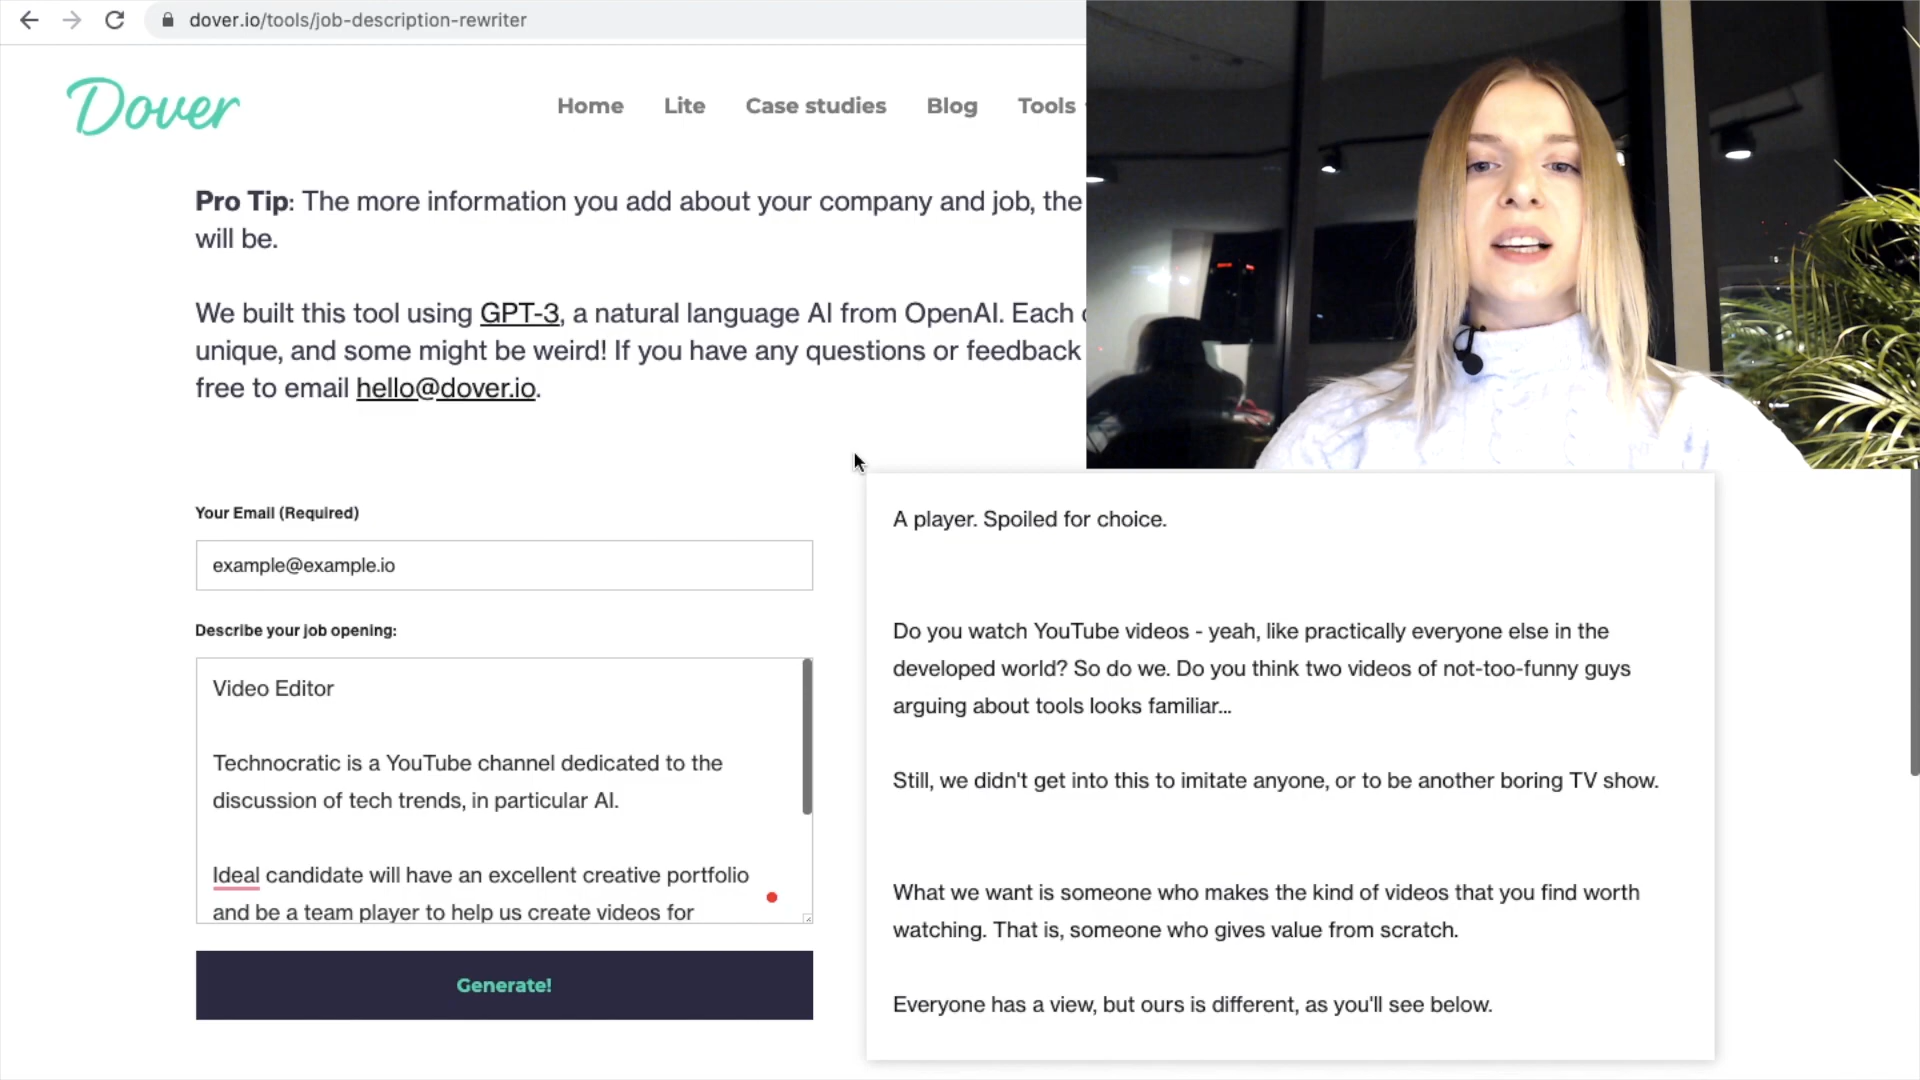 dover.io/tools/job-description-rewriter
Dover
Home
Lite
Case studies
Blog
Tools
Pro Tip: The more information you add about your company and job, the
will be.
We built this tool using GPT-3, a natural language AI from OpenAI. Each
unique, and some might be weird! If you have any questions or feedback
free to email hello@dover.io.
Your Email (Required)
example@example.io
Describe your job opening:
Video Editor
Technocratic is a YouTube channel dedicated to the
discussion of tech trends, in particular AI.
Ideal candidate will have an excellent creative portfolio
and be a team player to help us create videos for
Generate!
A player. Spoiled for choice.
Do you watch YouTube videos - yeah, like practically everyone else in the
developed world? So do we. Do you think two videos of not-too-funny guys
arguing about tools looks familiar...
Still, we didn't get into this to imitate anyone, or to be another boring TV show.
What we want is someone who makes the kind of videos that you find worth
watching. That is, someone who gives value from scratch.
Everyone has a view, but ours is different, as you'll see below.